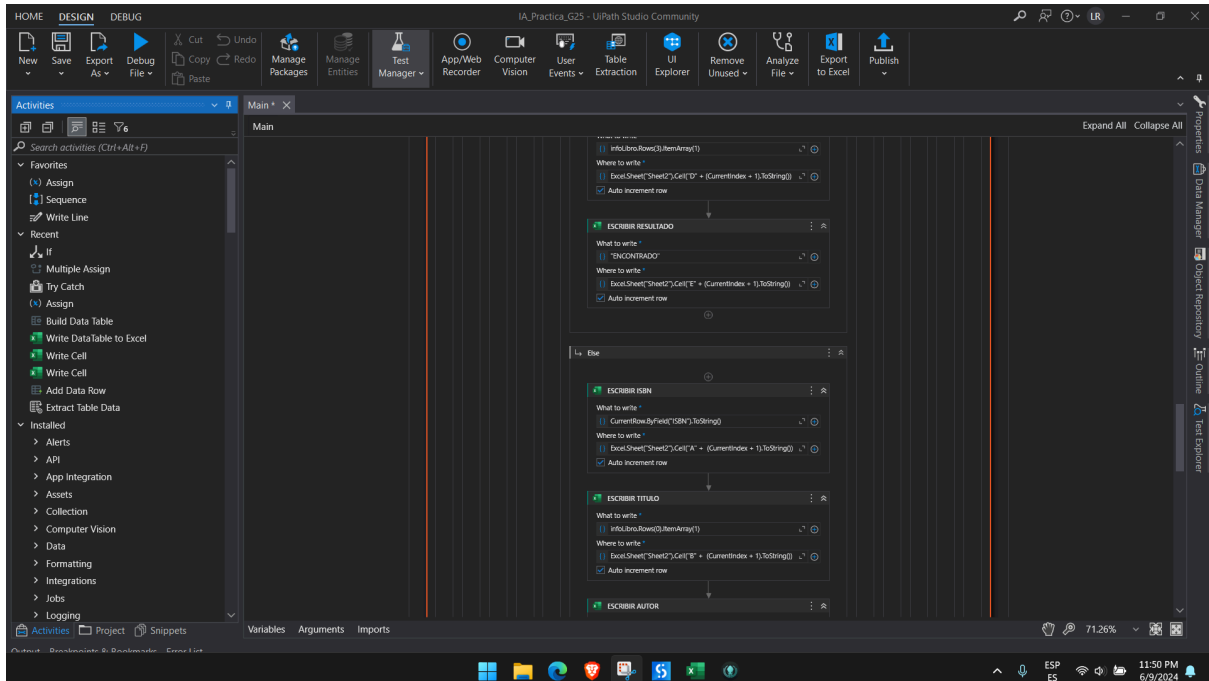 HOME DESIGN DEBUG
IA_Practica_G25 - UiPath Studio Community
LR
New Save Export As Debug File
Cut Copy Paste
Undo Redo
Manage Packages
Manage Entities
Test Manager
App/Web Recorder
Computer Vision
User Events
Table Extraction
UI Explorer
Remove Unused
Analyze File
Export to Excel
Publish
Activities
Main *
6
Main
Expand All Collapse All
Search activities (Ctrl+Alt+F)
Favorites
Assign
Sequence
Write Line
Recent
If
Multiple Assign
Try Catch
Assign
Build Data Table
Write DataTable to Excel
Write Cell
Write Cell
Add Data Row
Extract Table Data
Installed
Alerts
API
App Integration
Assets
Collection
Computer Vision
Data
Formatting
Integrations
Jobs
Logging
infoLibro.Rows(3).ItemArray(1)
Where to write *
Excel.Sheet("Sheet2").Cell("D" + (CurrentIndex + 1).ToString())
Auto increment row
ESCRIBIR RESULTADO
What to write *
"ENCONTRADO"
Where to write *
Excel.Sheet("Sheet2").Cell("E" + (CurrentIndex + 1).ToString())
Auto increment row
Else
ESCRIBIR ISBN
What to write *
CurrentRow.ByField("ISBN").ToString()
Where to write *
Excel.Sheet("Sheet2").Cell("A" + (CurrentIndex + 1).ToString())
Auto increment row
ESCRIBIR TITULO
What to write *
infoLibro.Rows(0).ItemArray(1)
Where to write *
Excel.Sheet("Sheet2").Cell("B" + (CurrentIndex + 1).ToString())
Auto increment row
ESCRIBIR AUTOR
Properties
Data Manager
Object Repository
Outline
Test Explorer
Activities Project Snippets
Variables Arguments Imports
71.26%
Output Breakpoints & Bookmarks Error List
ESP
ES
11:50 PM
6/9/2024